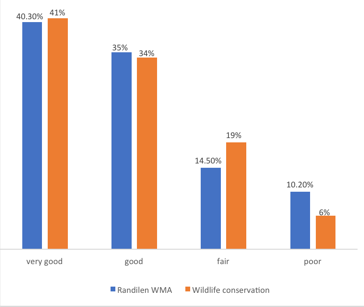 40.30% 41%
35% 34%
14.50% 19%
10.20% 6%
very good good fair poor
Randilen WMA Wildlife conservation